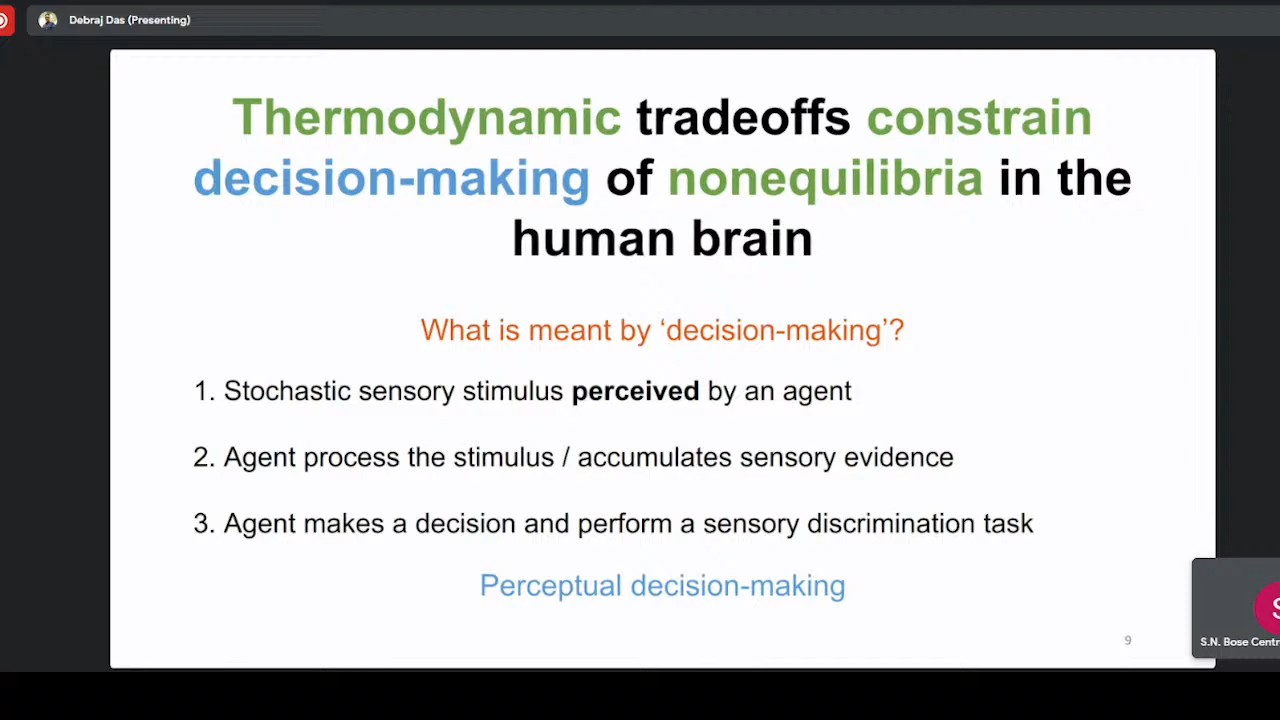 Debraj Das (Presenting)
Thermodynamic tradeoffs constrain
decision-making of nonequilibria in the
human brain
What is meant by ‘decision-making’?
1. Stochastic sensory stimulus perceived by an agent
2. Agent process the stimulus / accumulates sensory evidence
3. Agent makes a decision and perform a sensory discrimination task
Perceptual decision-making
9
S
S.N. Bose Centr